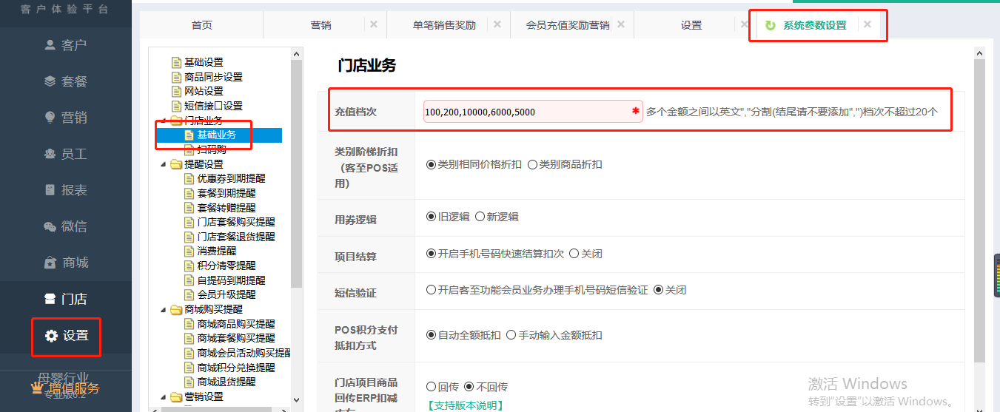 客户体验平台
客户
套餐
营销
员工
报表
微信
商城
门店
设置
母婴行业
增值服务
专业版6.2
首页
营销
单笔销售奖励
会员充值奖励营销
设置
系统参数设置
基础设置
商品同步设置
网站设置
短信接口设置
门店业务
基础业务
扫码购
提醒设置
优惠券到期提醒
套餐到期提醒
套餐转赠提醒
门店套餐购买提醒
门店套餐退货提醒
消费提醒
积分清零提醒
自提码到期提醒
会员升级提醒
商城购买提醒
商城商品购买提醒
商城套餐购买提醒
商城会员活动购买提醒
商城积分兑换提醒
商城退货提醒
营销设置
门店业务
充值档次 100,200,10000,6000,5000 * 多个金额之间以英文","分割(结尾请不要添加",")档次不超过20个
类别阶梯折扣
（客至POS适
用）
类别相同价格折扣 类别商品折扣
用券逻辑 旧逻辑 新逻辑
项目结算 开启手机号码快速结算扣次 关闭
短信验证 开启客至功能会员业务办理手机号码短信验证 关闭
POS积分支付
抵扣方式
自动全额抵扣 手动输入金额抵扣
门店项目商品
回传ERP扣减
回传 不回传
【支持版本说明】
激活 Windows
转到"设置"以激活 Windows。